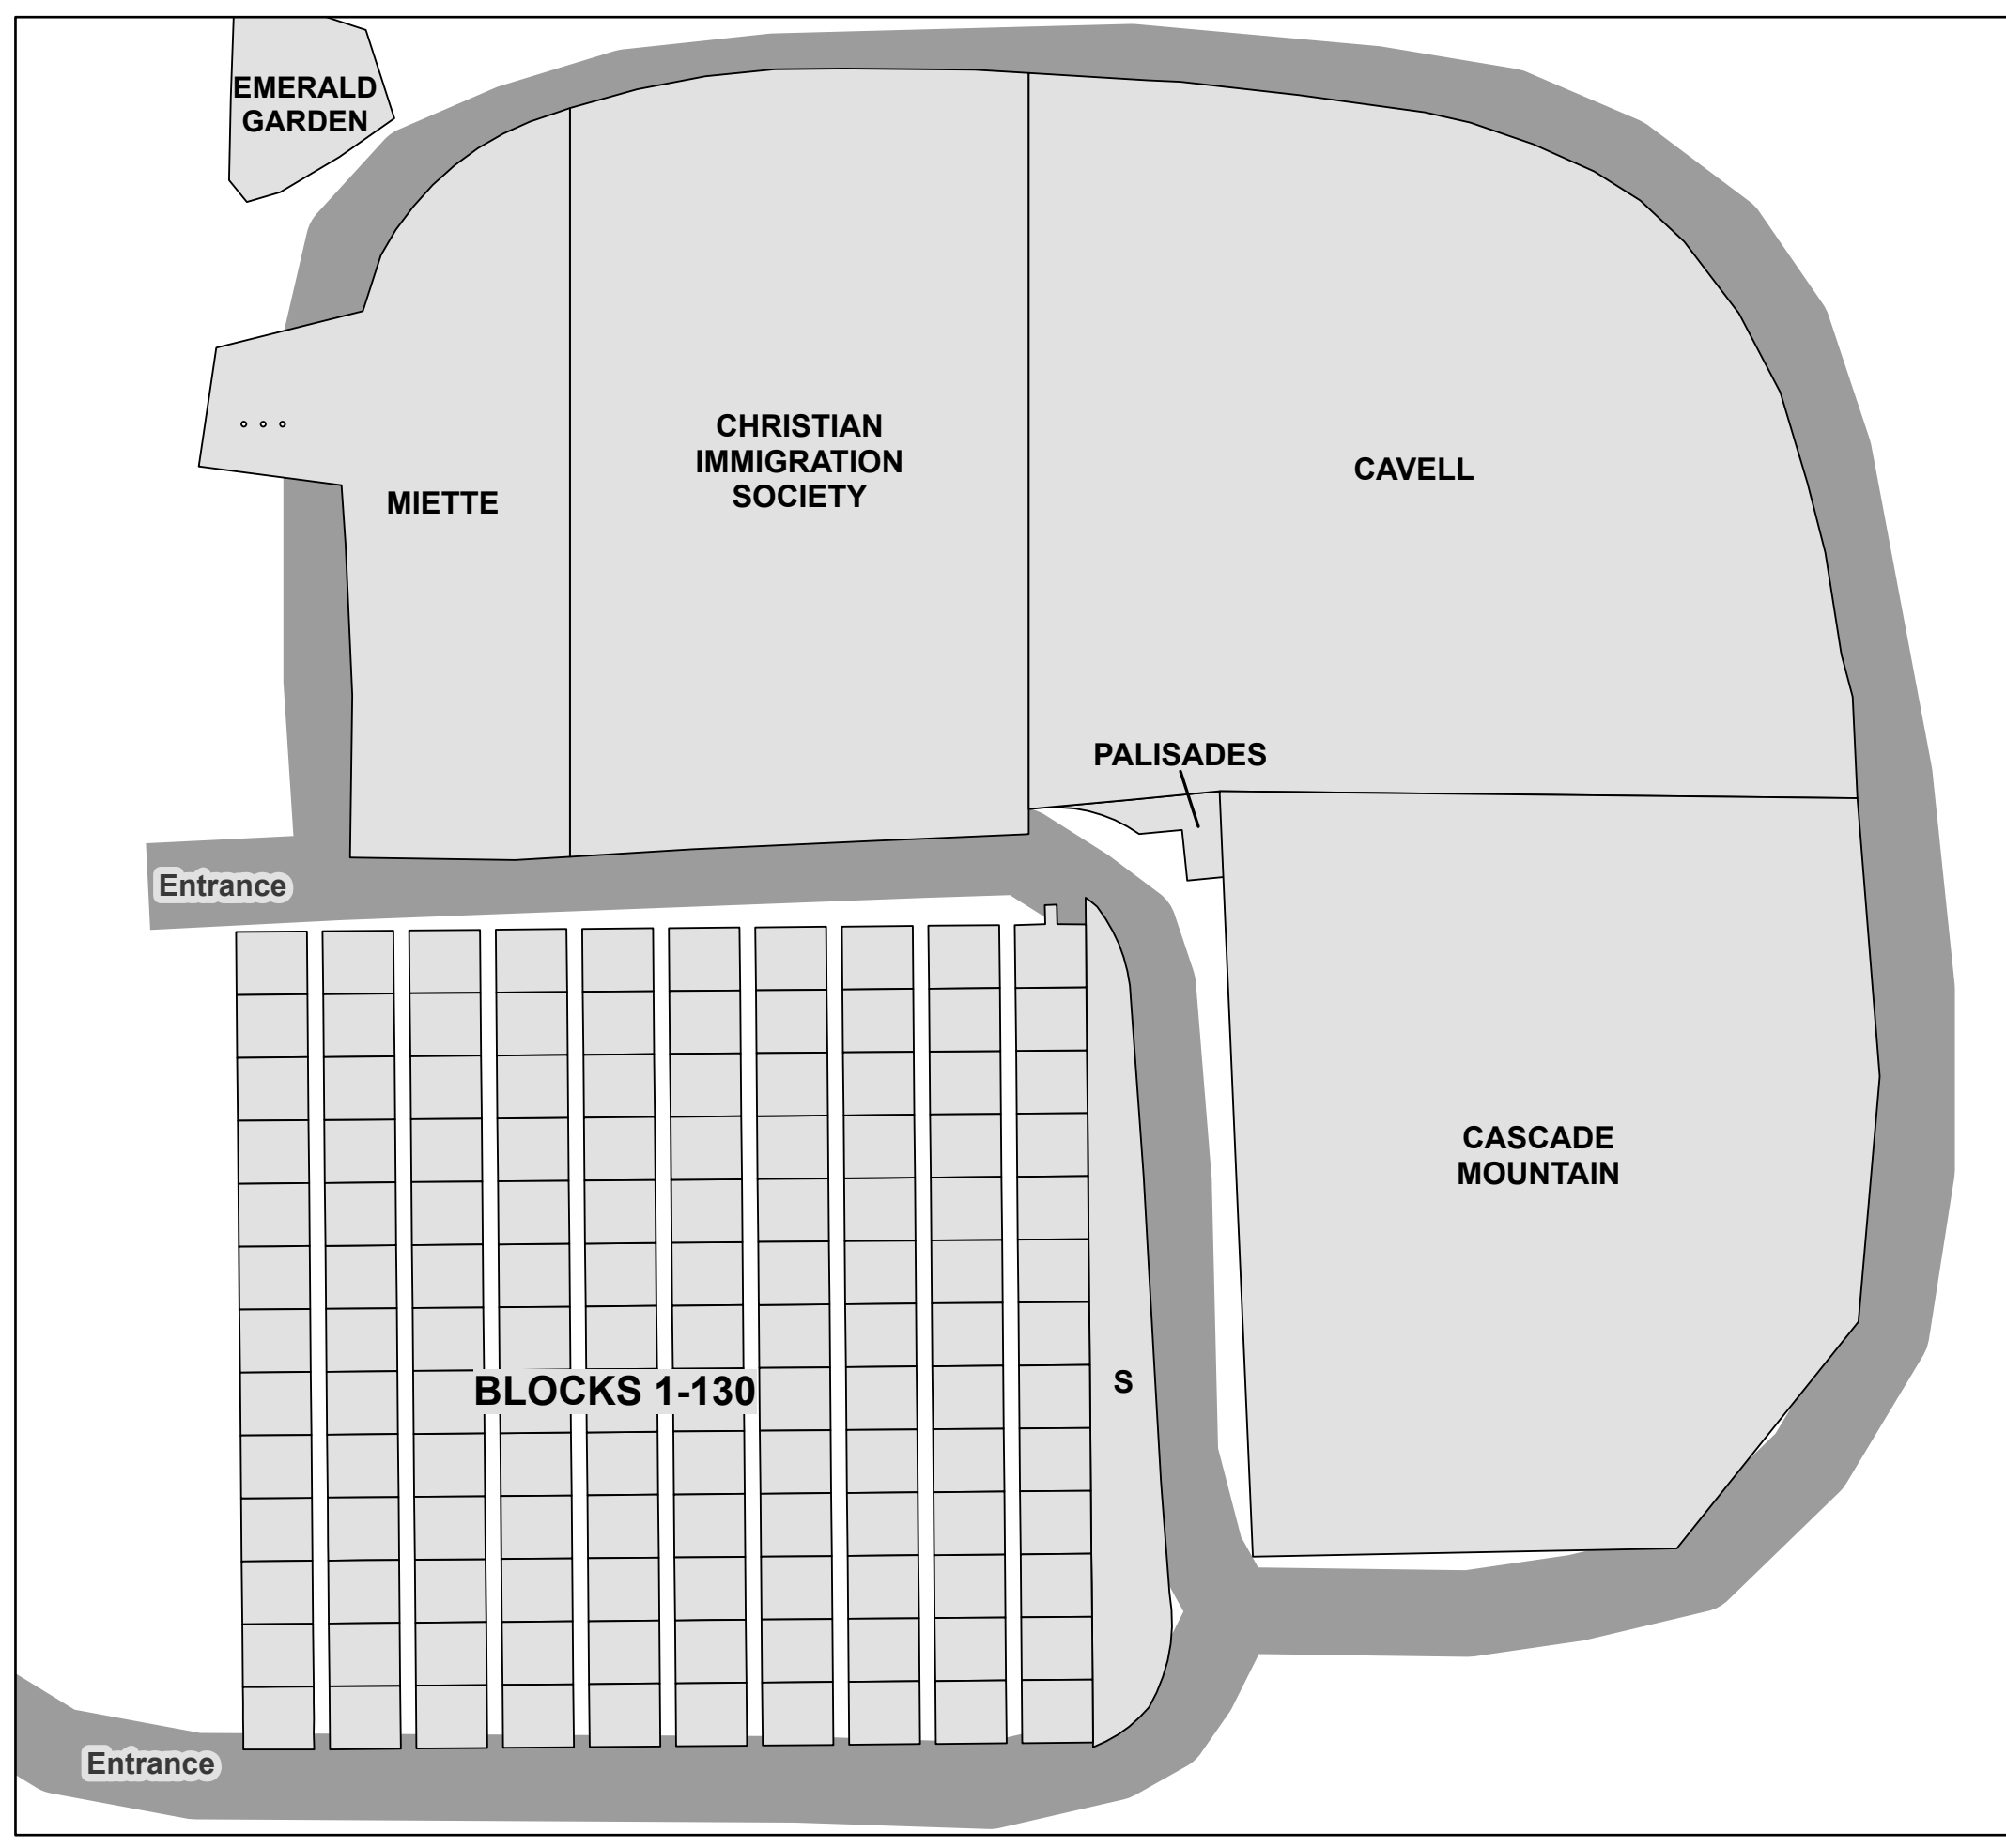 EMERALD
GARDEN
CHRISTIAN
IMMIGRATION
SOCIETY
CAVELL
MIETTE
PALISADES
Entrance
CASCADE
MOUNTAIN
BLOCKS 1-130
S
Entrance